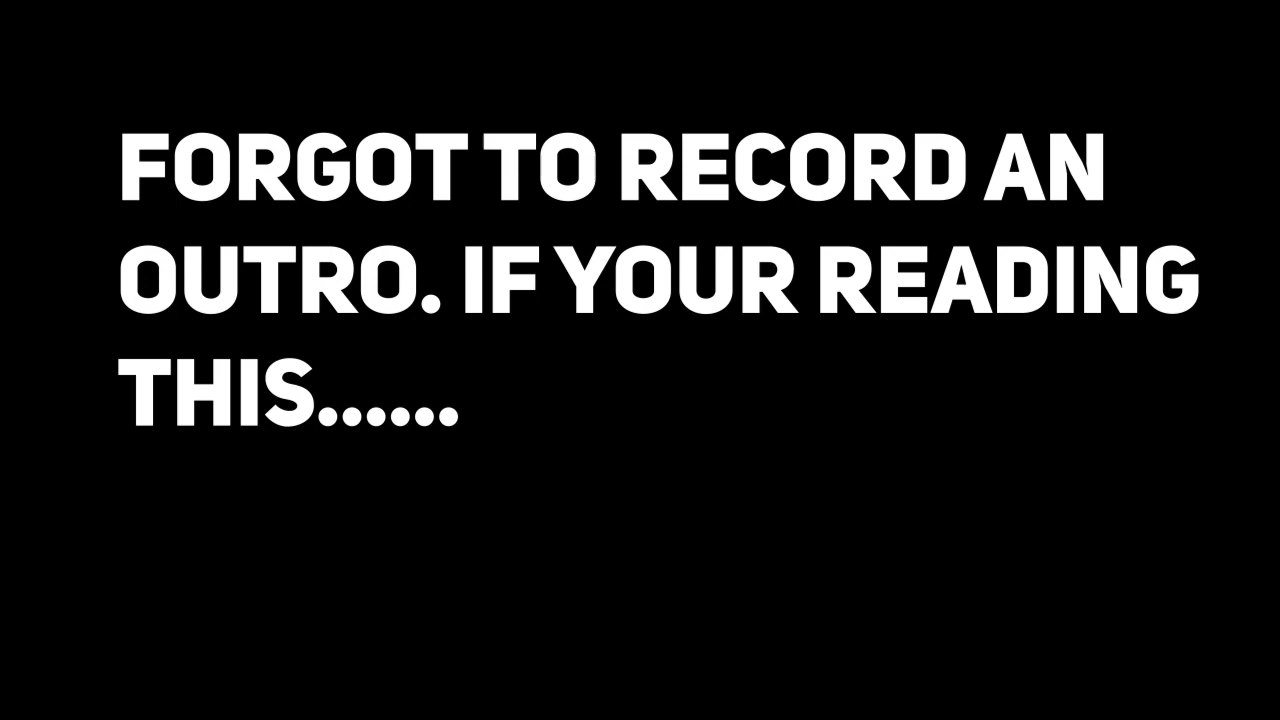 FORGOT TO RECORD AN
OUTRO. IF YOUR READING
THIS......